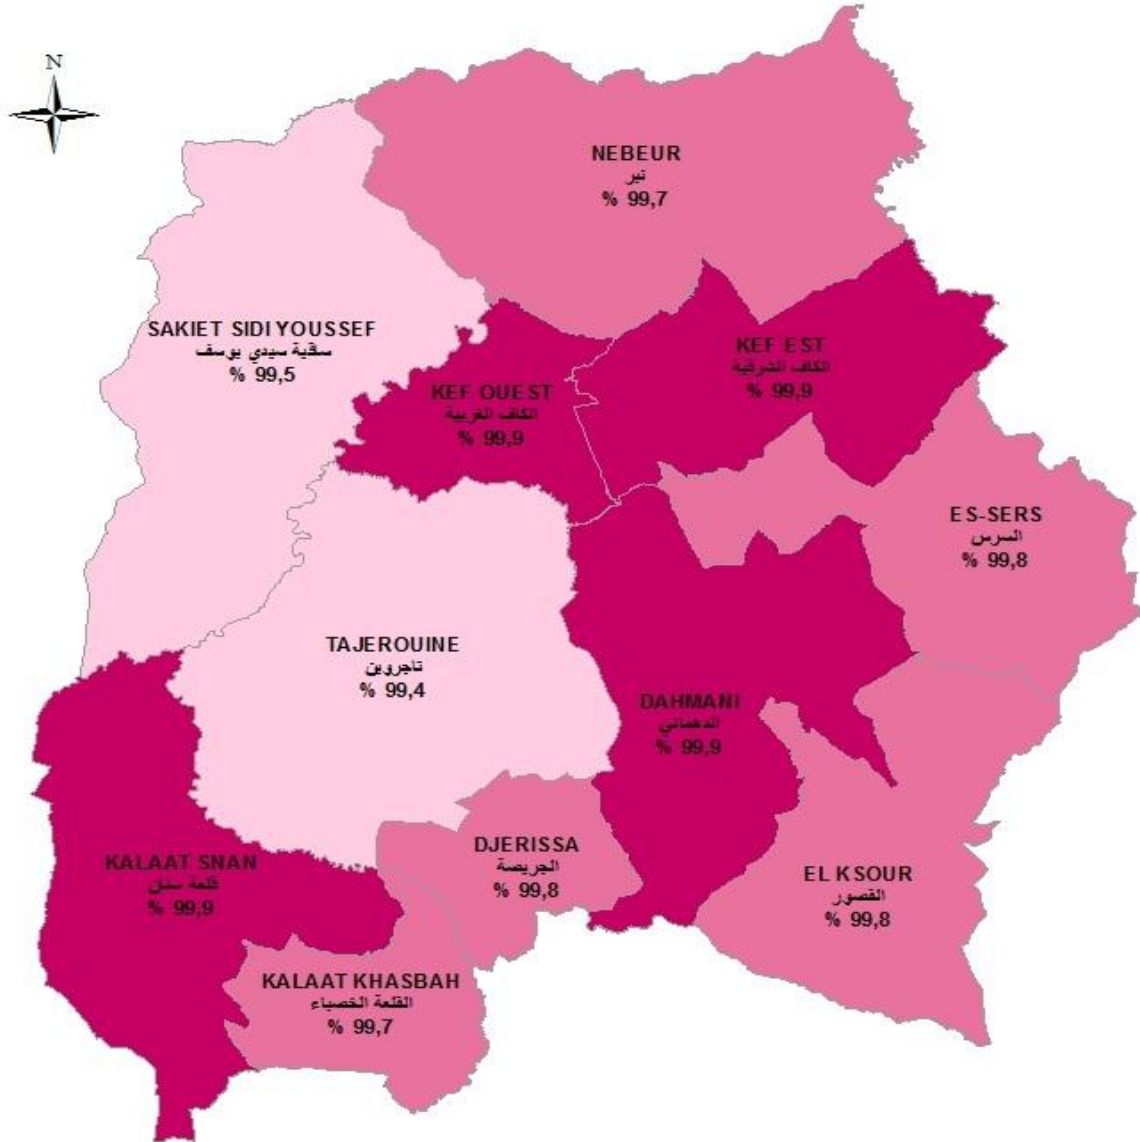 N
NEBEUR
نبر
% 99,7
SAKIET SIDI YOUSSEF
ساقية سيدي يوسف
% 99,5
KEF EST
الكاف الشرقية
% 99,9
KEF OUEST
الكاف الغربية
% 99,9
ES-SERS
السرس
% 99,8
TAJEROUINE
تاجروين
% 99,4
DAHMANI
الدهماني
% 99,9
DJERISSA
الجريصة
% 99,8
KALAAT SNAN
قلعة سنان
% 99,9
EL KSOUR
القصور
% 99,8
KALAAT KHASBAH
القلعة الخصباء
% 99,7